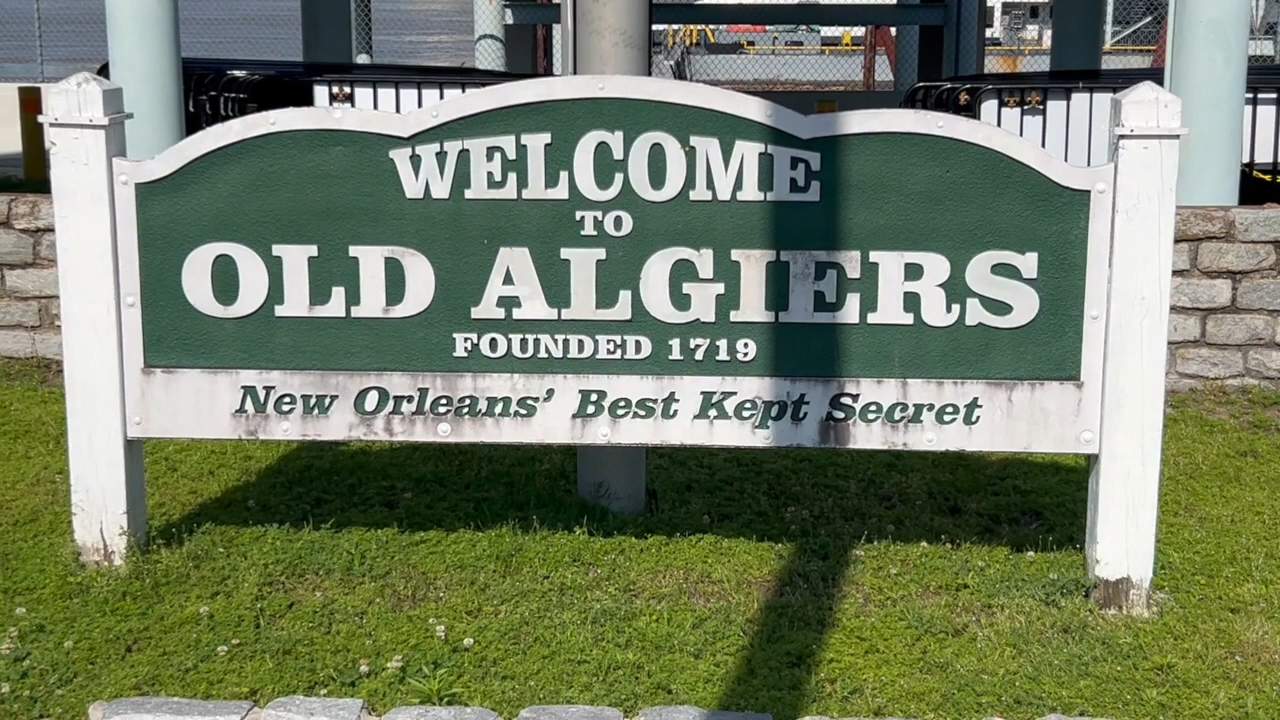 WELCOME
TO
OLD ALGIERS
FOUNDED 1719
New Orleans' Best Kept Secret